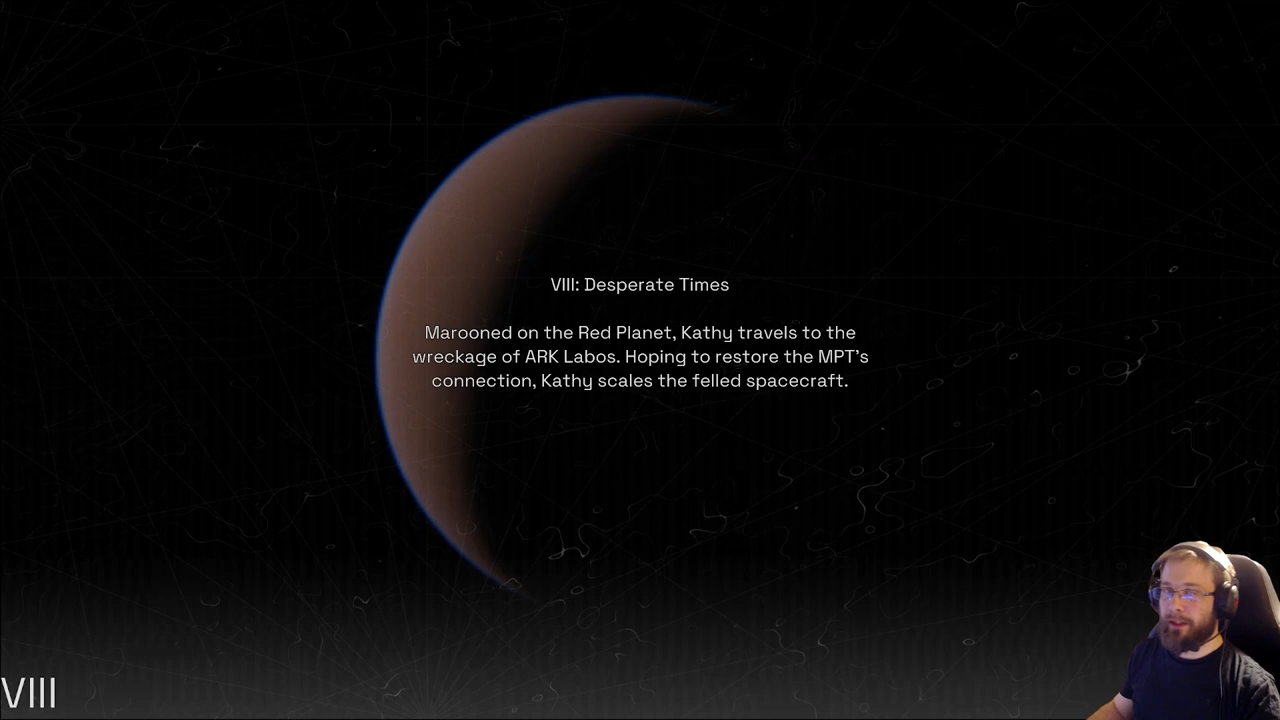 VIII: Desperate Times
Marooned on the Red Planet, Kathy travels to the
wreckage of ARK Labos. Hoping to restore the MPT's
connection, Kathy scales the felled spacecraft.
VIII